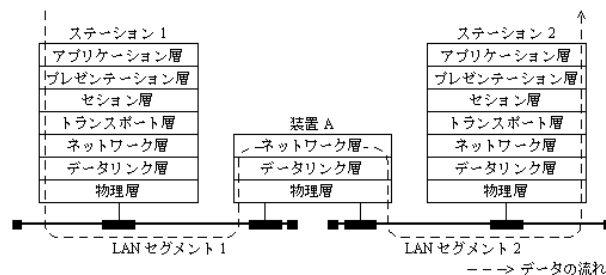 ステーション 1
アプリケーション層
プレゼンテーション層
セション層
トランスポート層
ネットワーク層
データリンク層
物理層
装置 A
ネットワーク層
データリンク層
物理層
ステーション 2
アプリケーション層
プレゼンテーション層
セション層
トランスポート層
ネットワーク層
データリンク層
物理層
LAN セグメント 1
LAN セグメント 2
データの流れ